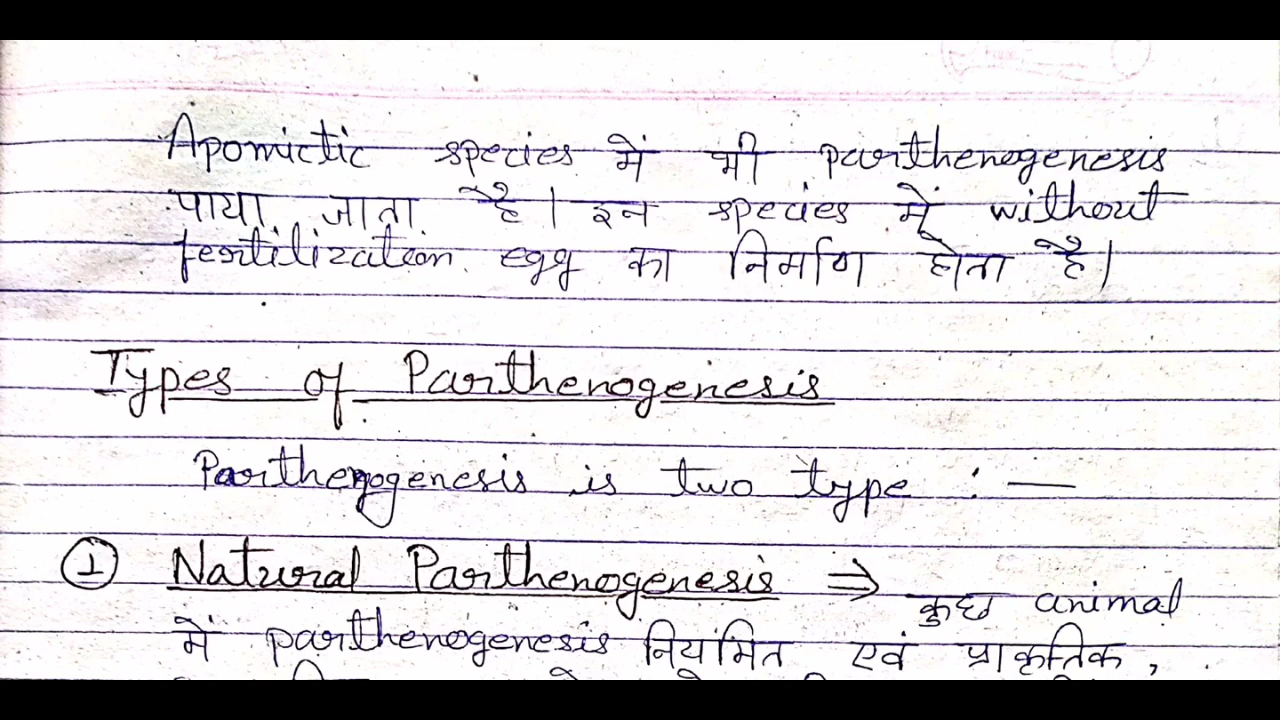 Apomictic species में भी parthenogenesis
पाया जाता है। इन species में without
fertilization egg का निर्माण होता है।
Types of Parthenogenesis
Parthenogenesis is two type : —
① Natural Parthenogenesis ⇒ कुछ animal
में parthenogenesis नियमित एवं प्राकृतिक,